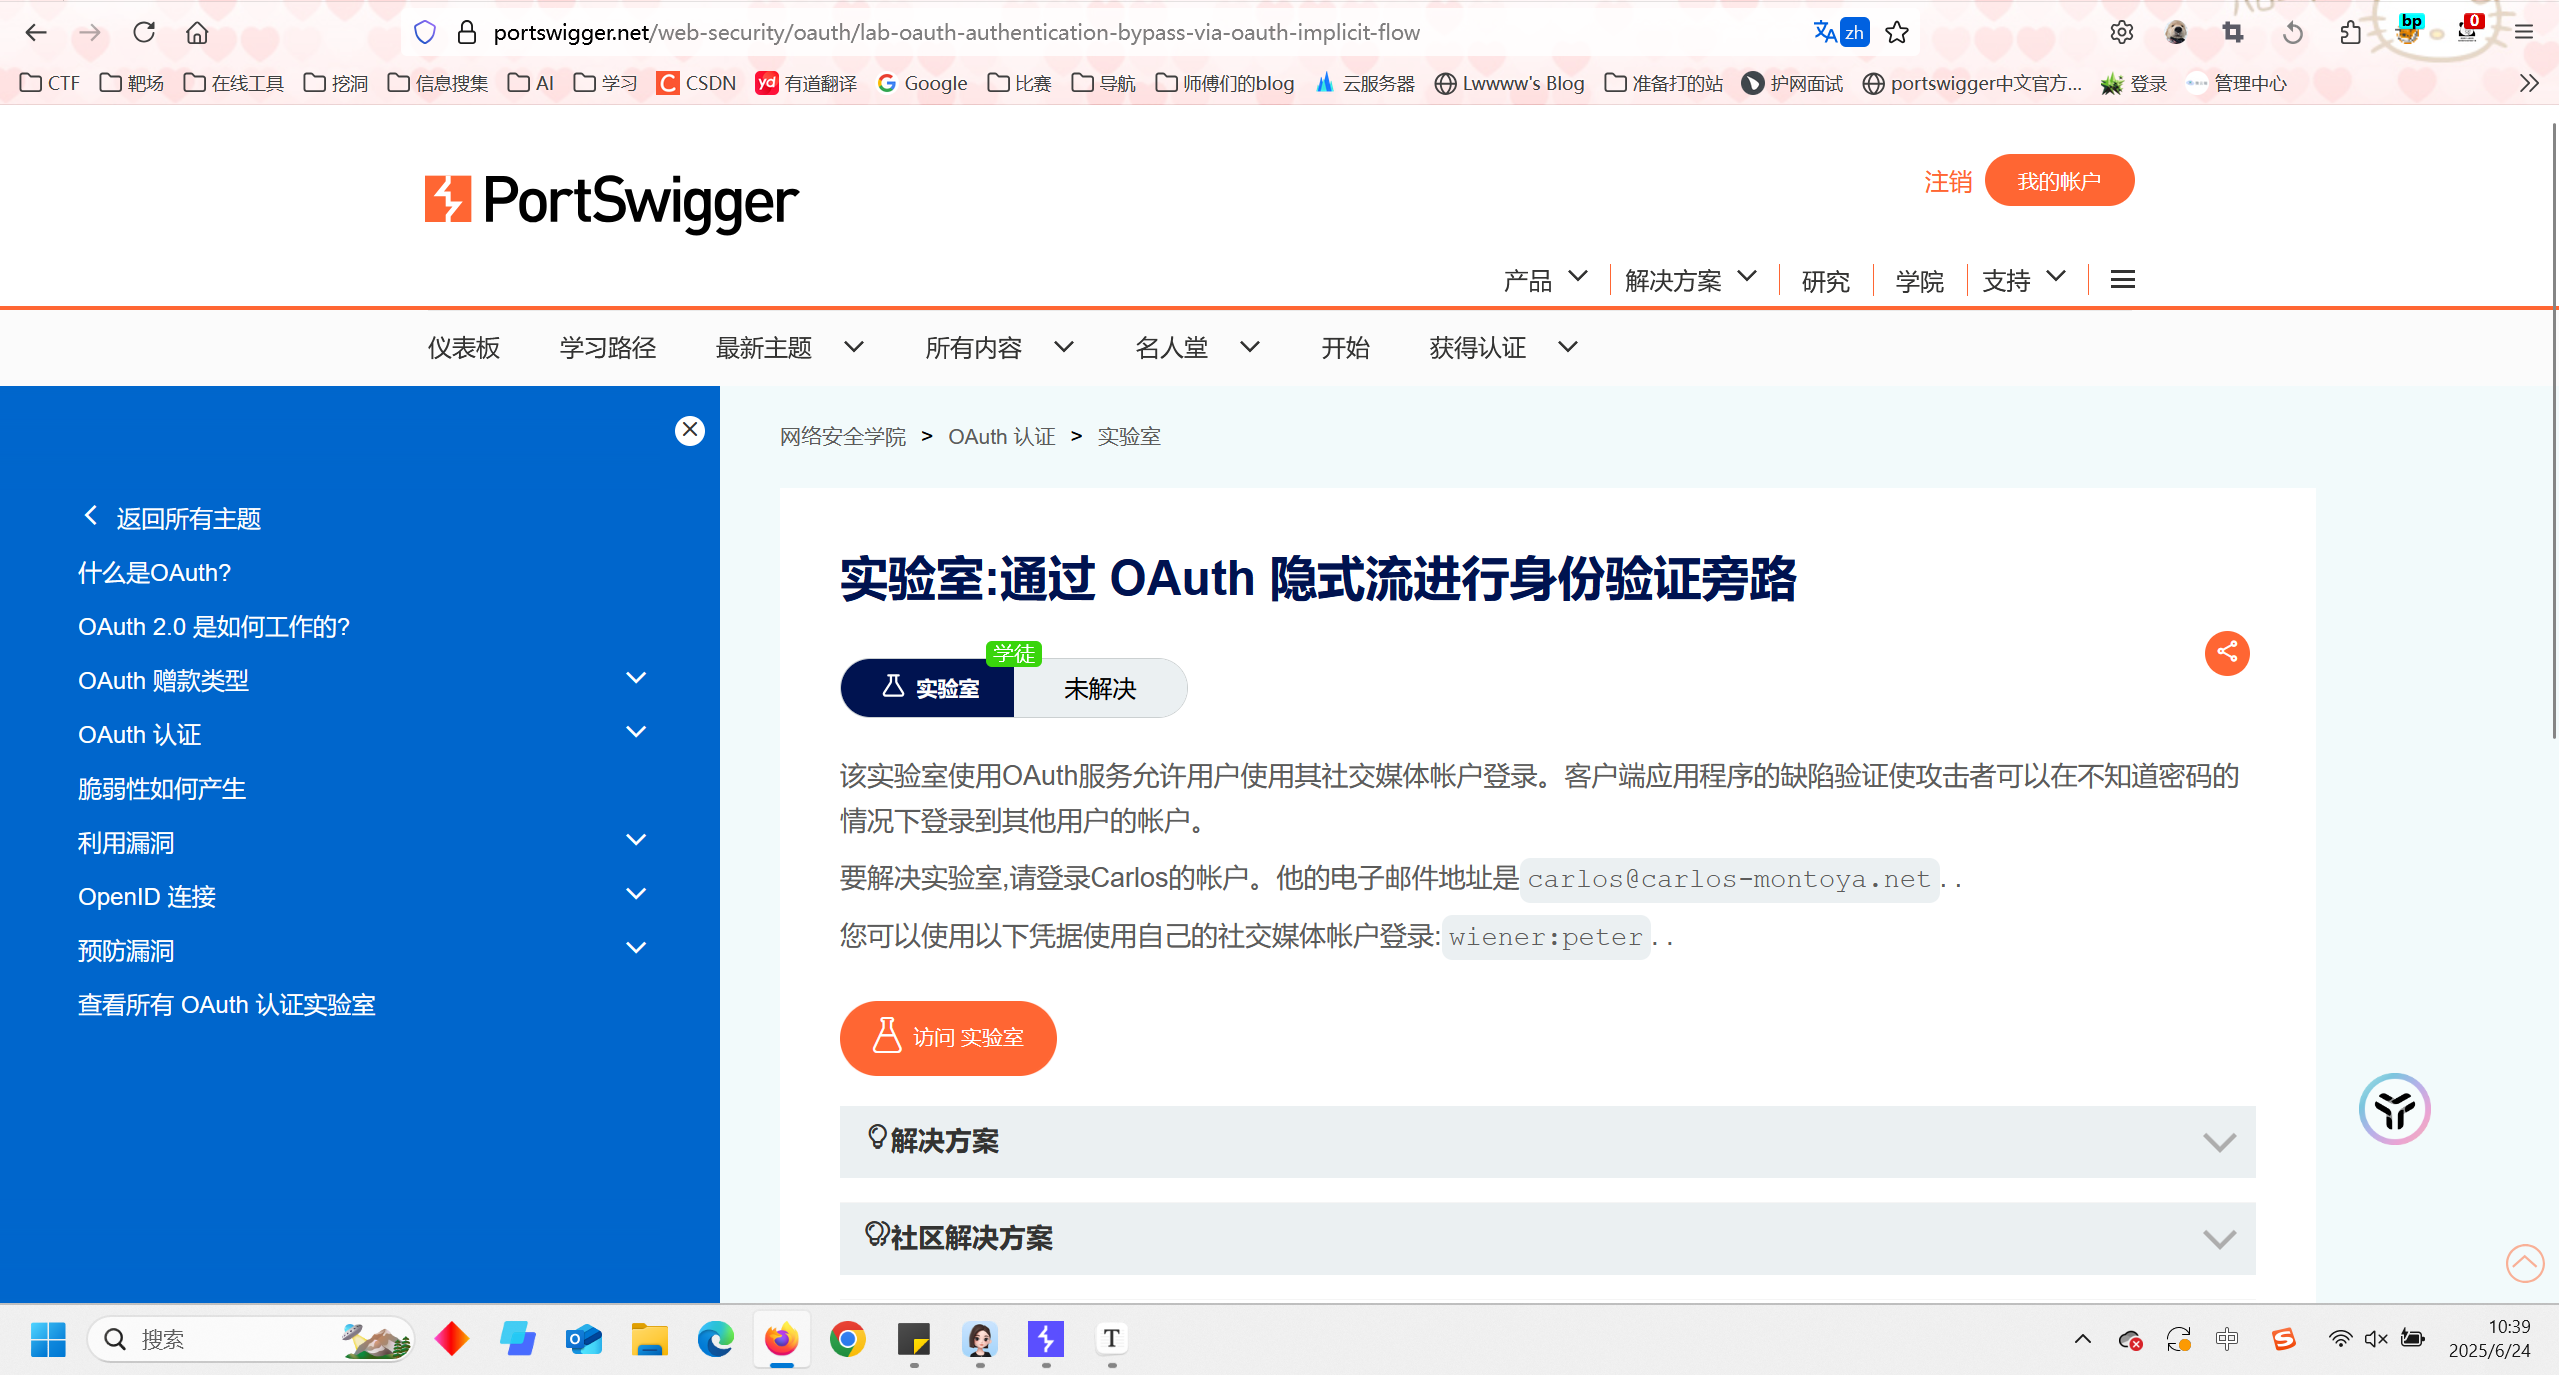 portswigger.net/web-security/oauth/lab-oauth-authentication-bypass-via-oauth-implicit-flow
zh
bp
0
CTF 靶场 在线工具 挖洞 信息搜集 AI 学习 CSDN 有道翻译 Google 比赛 导航 师傅们的blog 云服务器 Lwwww's Blog 准备打的站 护网面试 portswigger中文官方... 登录 管理中心
PortSwigger
注销 我的帐户
产品 解决方案 研究 学院 支持
仪表板 学习路径 最新主题 所有内容 名人堂 开始 获得认证
网络安全学院 > OAuth 认证 > 实验室
返回所有主题
什么是OAuth?
OAuth 2.0 是如何工作的?
OAuth 赠款类型
OAuth 认证
脆弱性如何产生
利用漏洞
OpenID 连接
预防漏洞
查看所有 OAuth 认证实验室
实验室:通过 OAuth 隐式流进行身份验证旁路
学徒
实验室 未解决
该实验室使用OAuth服务允许用户使用其社交媒体帐户登录。客户端应用程序的缺陷验证使攻击者可以在不知道密码的
情况下登录到其他用户的帐户。
要解决实验室,请登录Carlos的帐户。他的电子邮件地址是carlos@carlos-montoya.net. .
您可以使用以下凭据使用自己的社交媒体帐户登录:wiener:peter. .
访问 实验室
解决方案
社区解决方案
搜索
中
10:39
2025/6/24